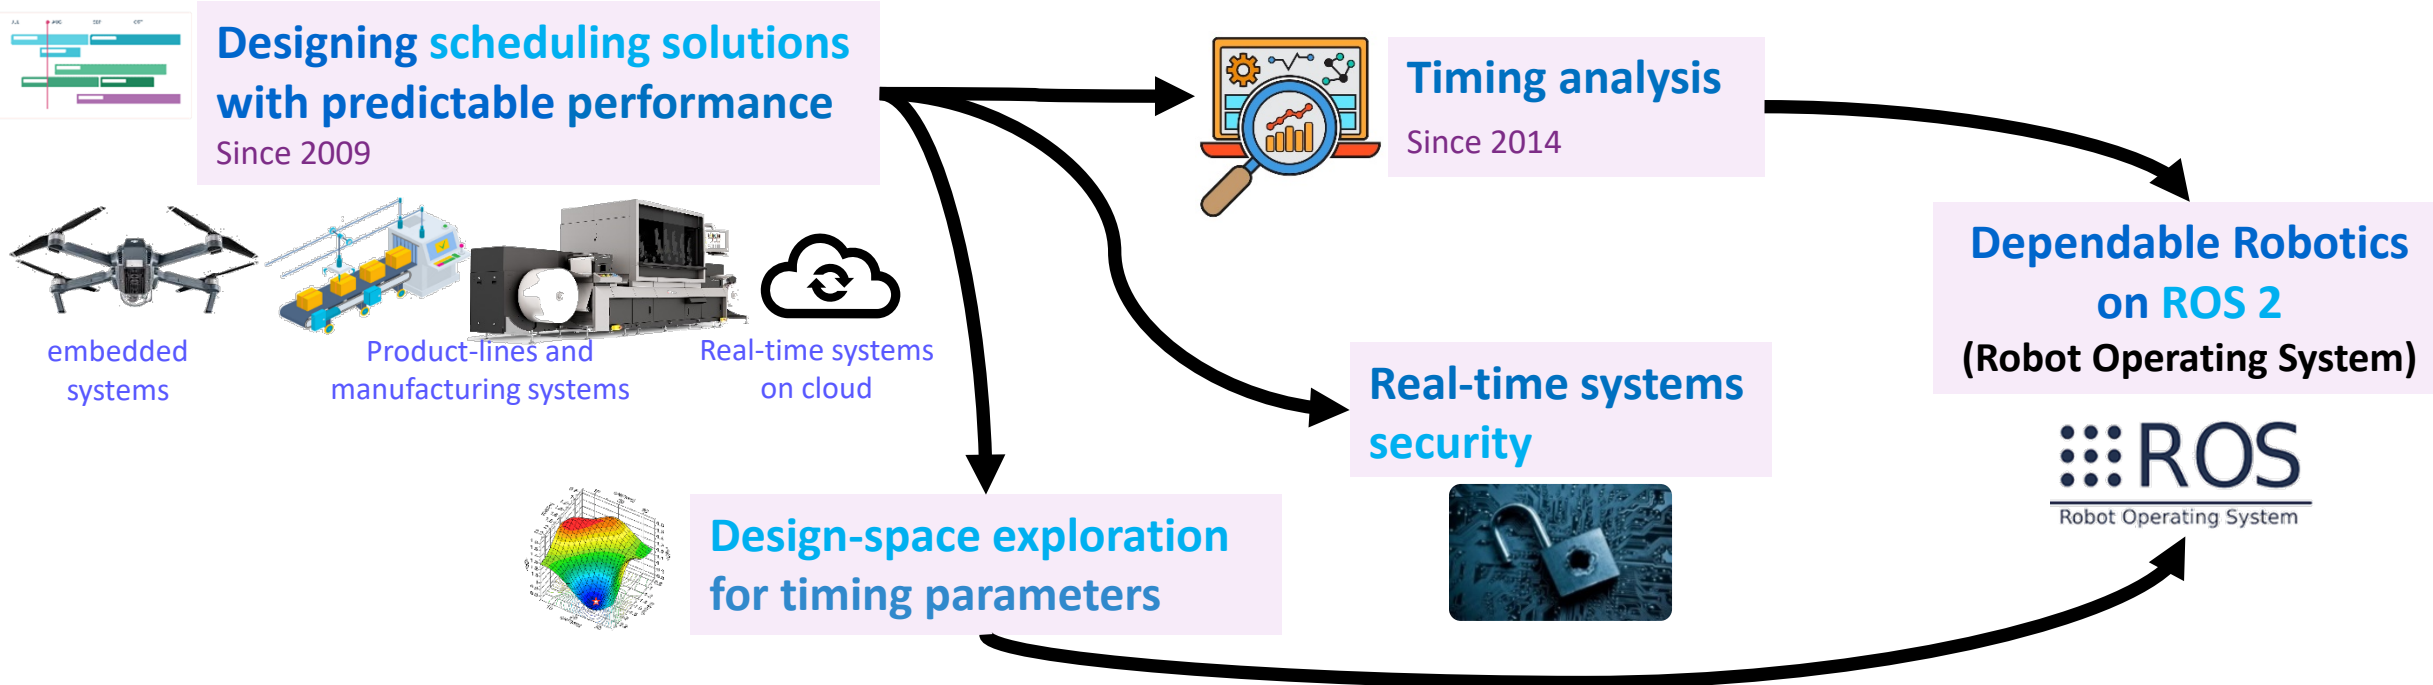 Designing scheduling solutions
with predictable performance
Since 2009
embedded
systems
Product-lines and
manufacturing systems
Real-time systems
on cloud
Timing analysis
Since 2014
Real-time systems
security
Design-space exploration
for timing parameters
Dependable Robotics
on ROS 2
(Robot Operating System)
ROS
Robot Operating System